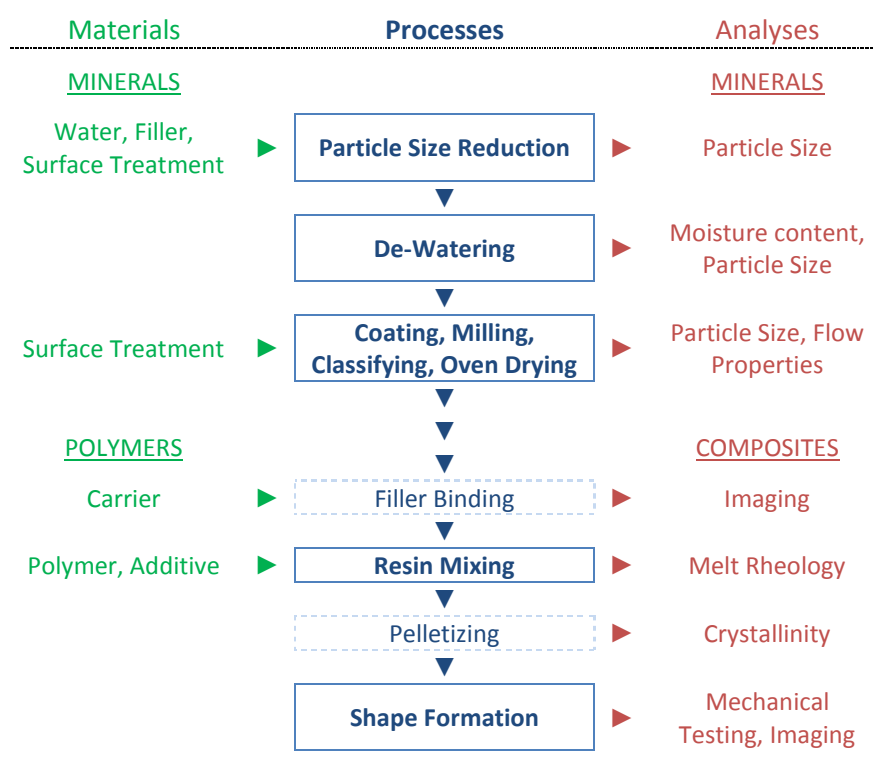 Materials
Processes
Analyses
MINERALS
MINERALS
Water, Filler,
Surface Treatment
Particle Size Reduction
Particle Size
De-Watering
Moisture content,
Particle Size
Surface Treatment
Coating, Milling,
Classifying, Oven Drying
Particle Size, Flow
Properties
POLYMERS
COMPOSITES
Carrier
Filler Binding
Imaging
Polymer, Additive
Resin Mixing
Melt Rheology
Pelletizing
Crystallinity
Shape Formation
Mechanical
Testing, Imaging